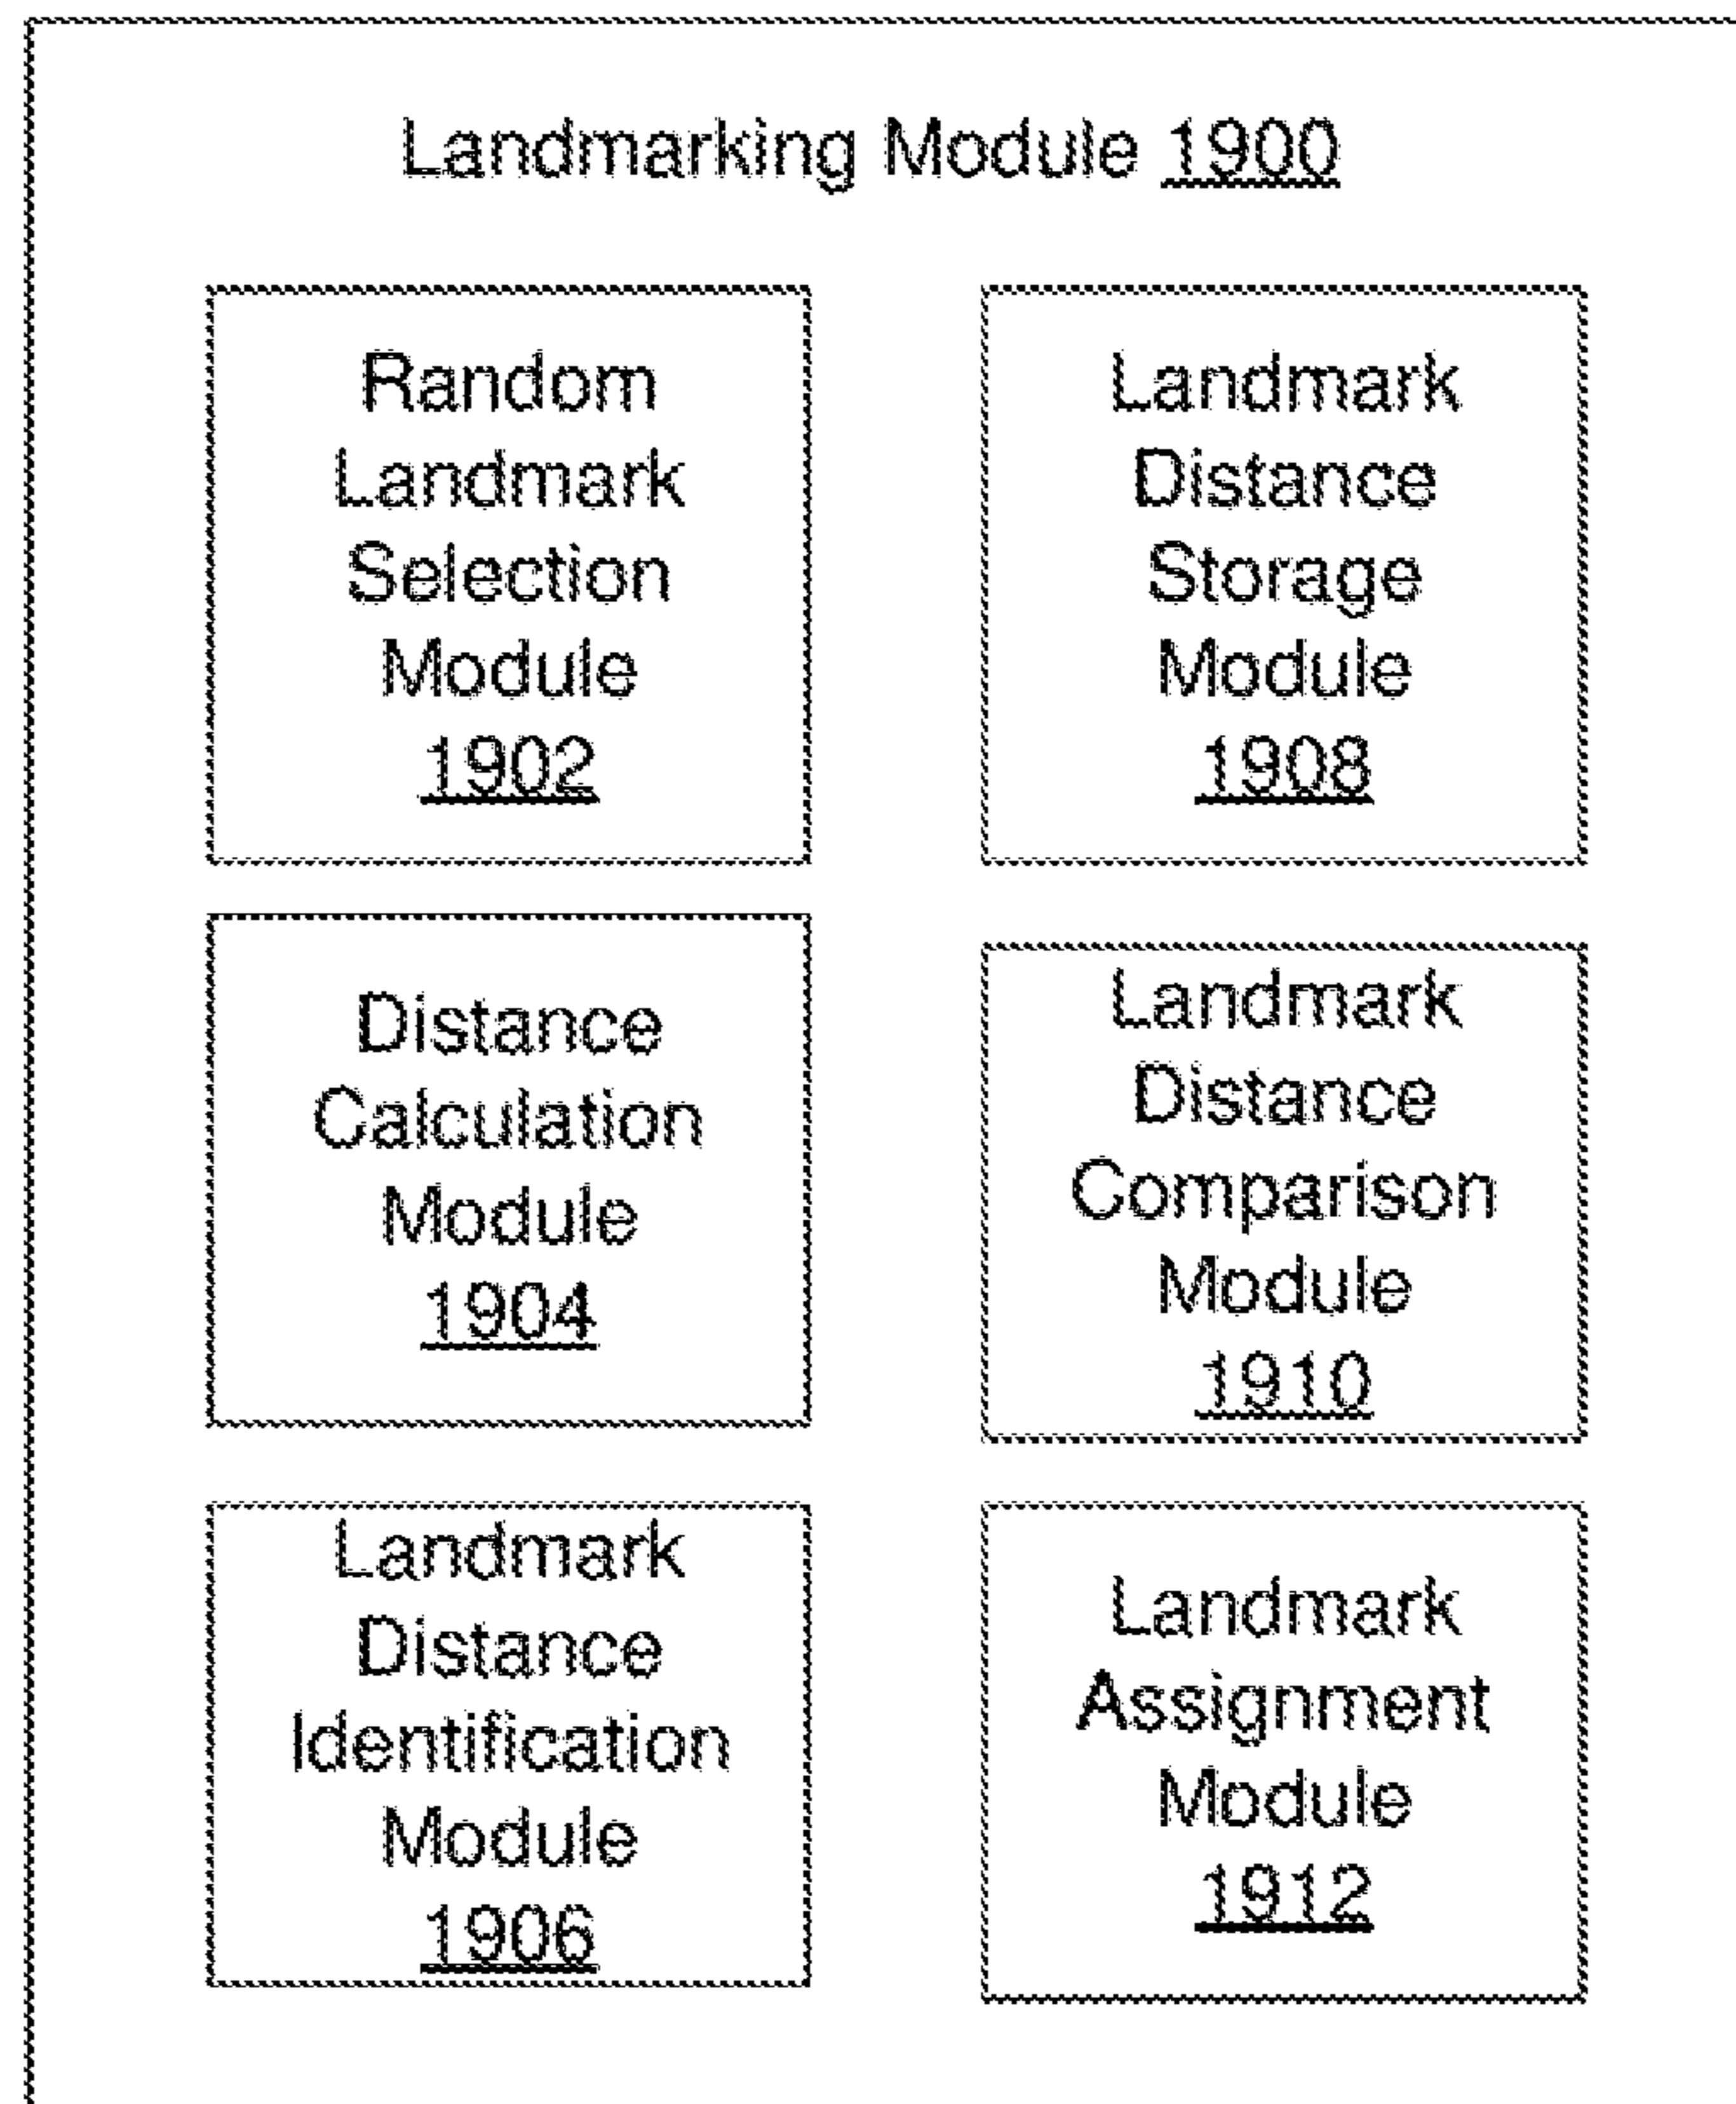 Landmarking Module 1900
Random
Landmark
Selection
Module
1902
Distance
Calculation
Module
1904
Landmark
Distance
Identification
Module
1906
Landmark
Distance
Storage
Module
1908
Landmark
Distance
Comparison
Module
1910
Landmark
Assignment
Module
1912